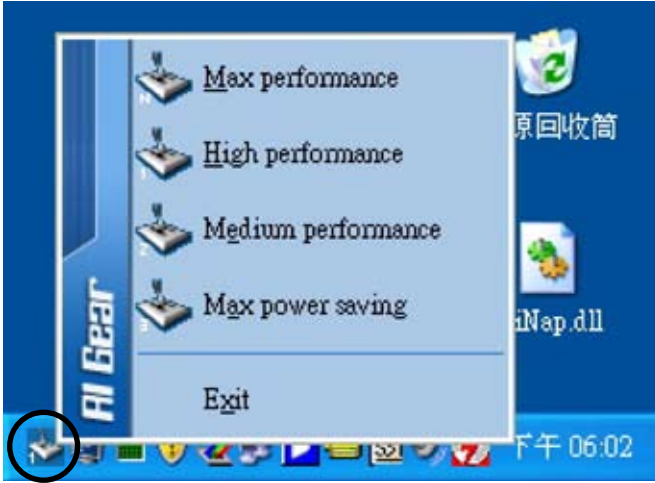 Max performance
High performance
Medium performance
Max power saving
Exit
AI Gear
原回收筒
iNap.dll
下午 06:02